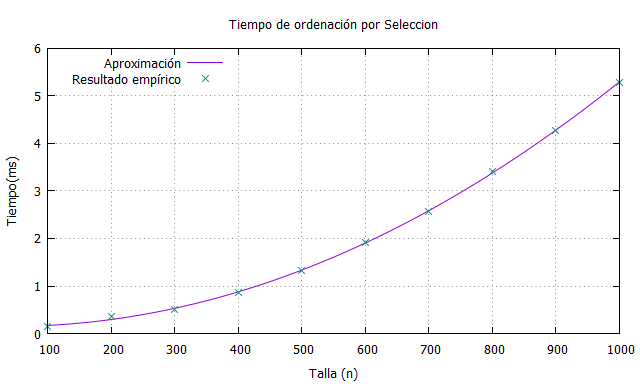 Tiempo de ordenación por Seleccion
6
5
4
3
2
1
0
Tiempo(ms)
Aproximación
Resultado empírico
100 200 300 400 500 600 700 800 900 1000
Talla (n)